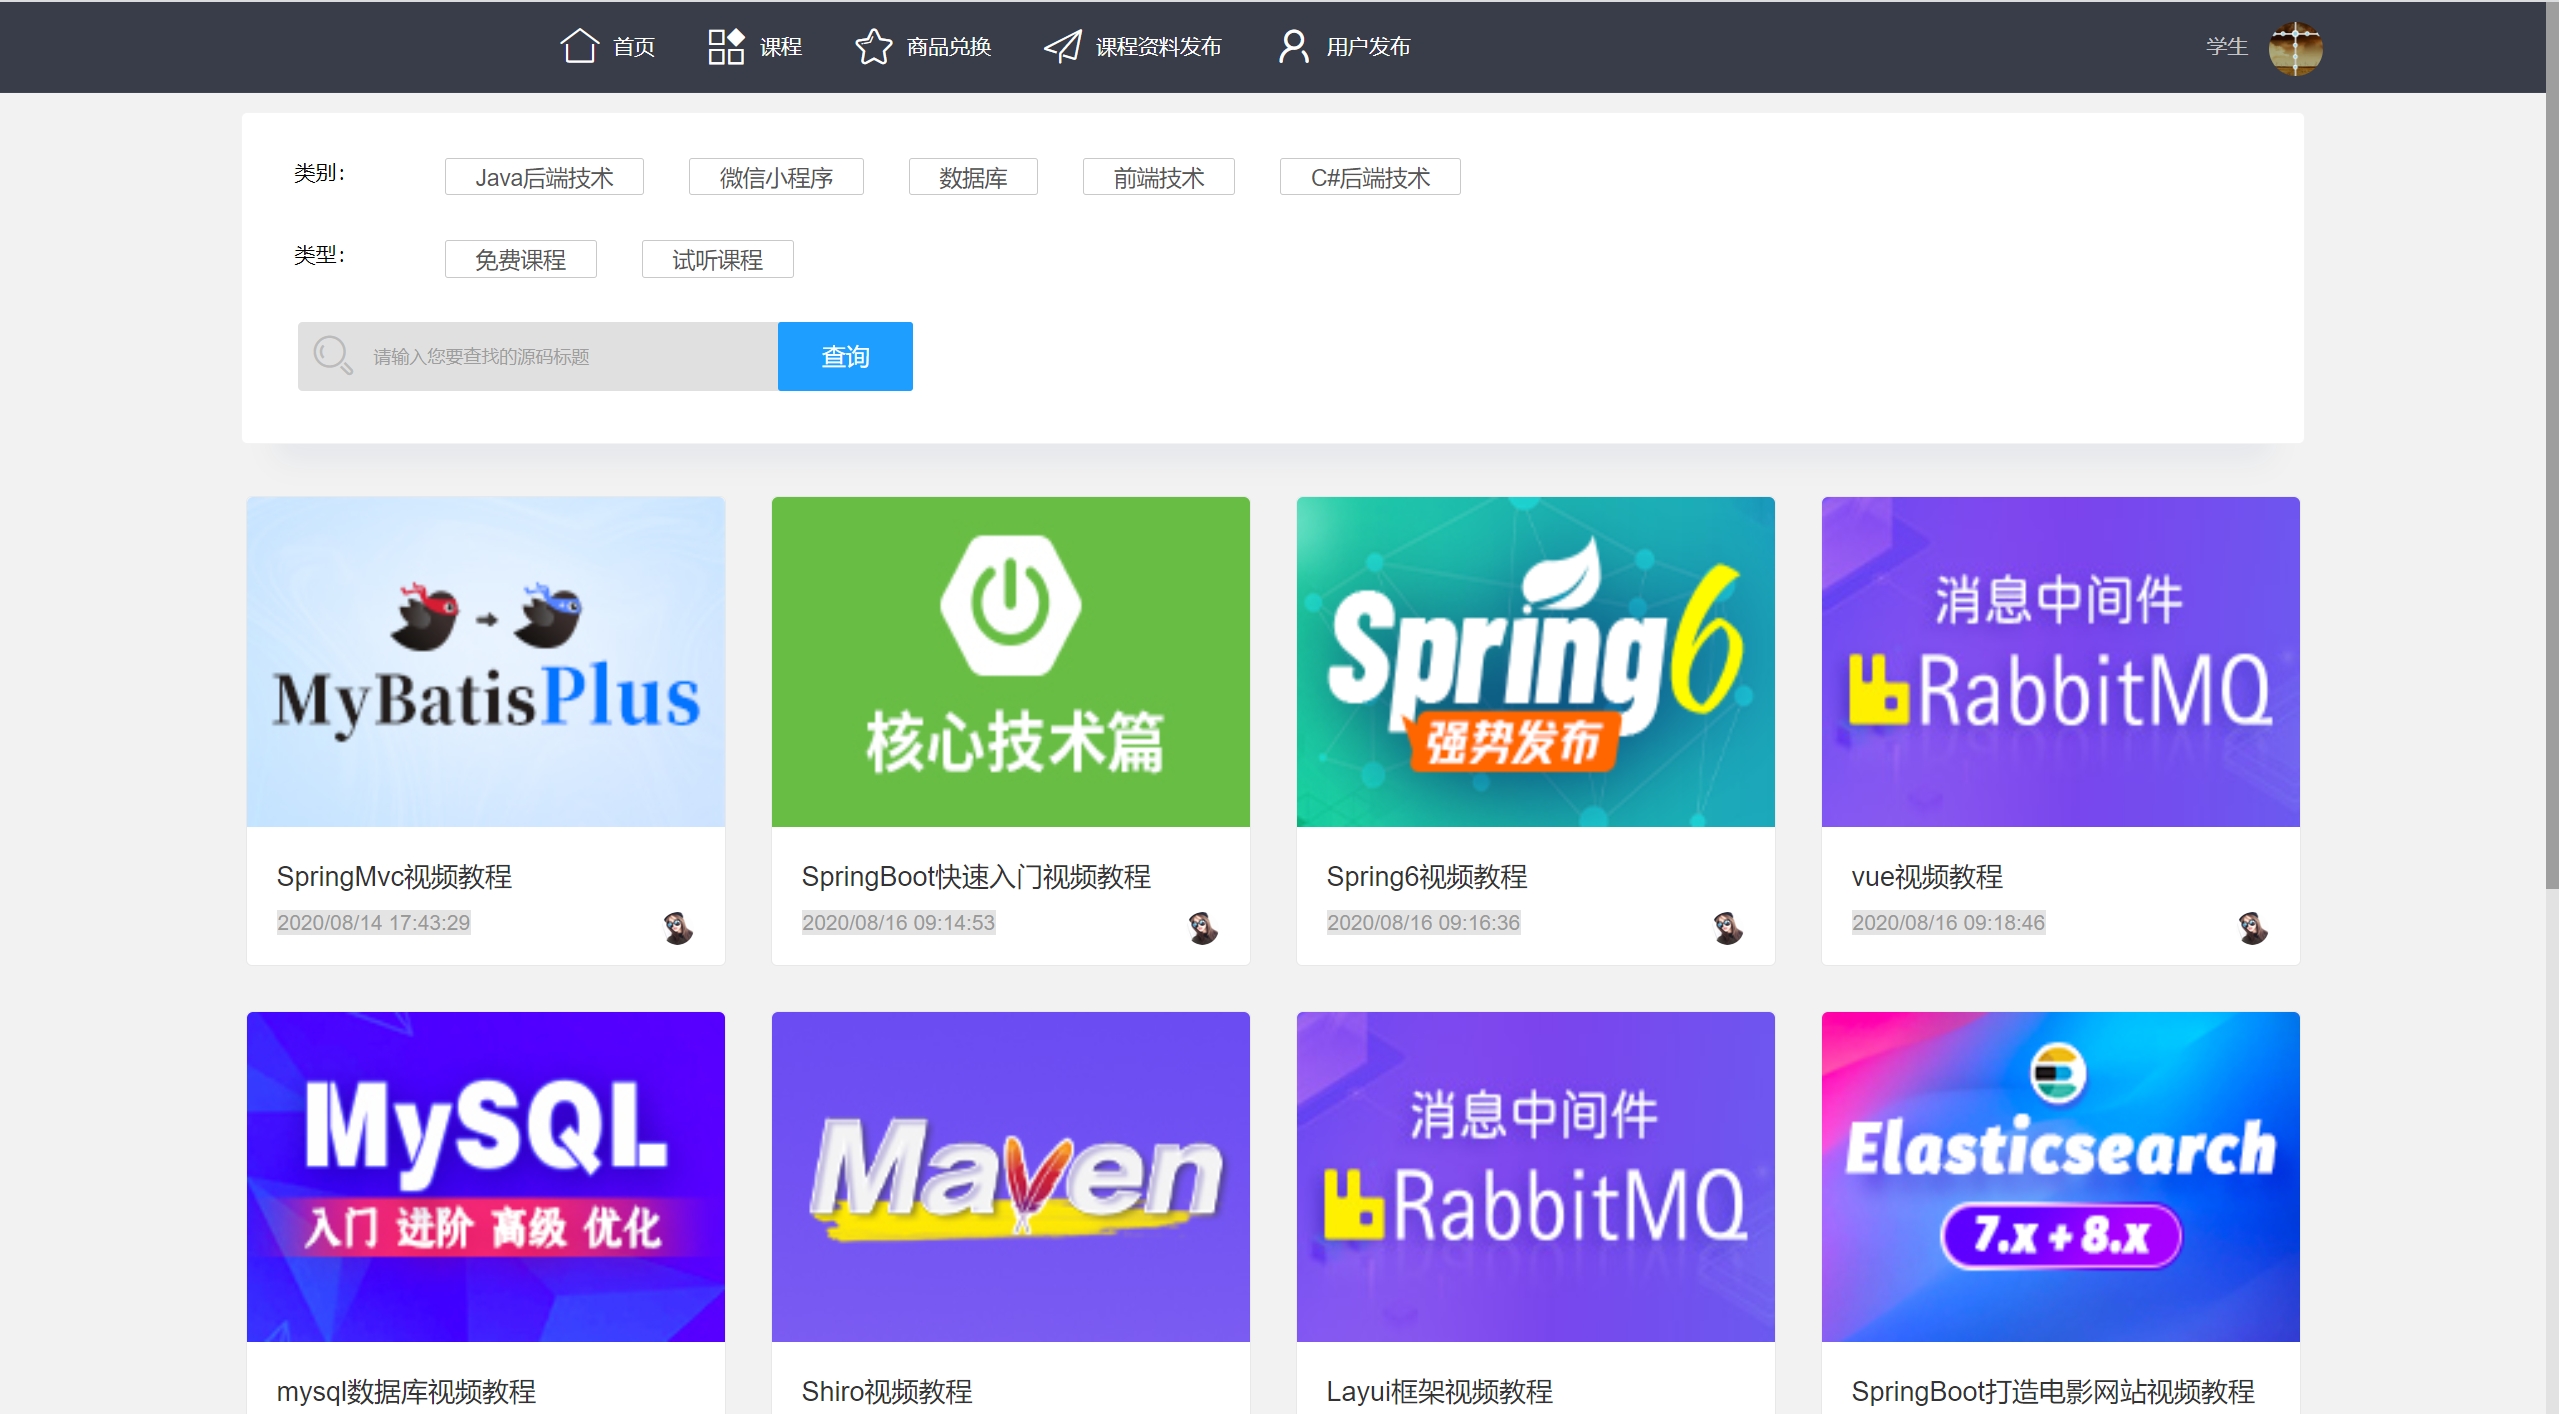 首页 课程 商品兑换 课程资料发布 用户发布 学生
类别： Java后端技术 微信小程序 数据库 前端技术 C#后端技术
类型： 免费课程 试听课程
请输入您要查找的源码标题 查询
MyBatisPlus
核心技术篇
Spring6
强势发布
消息中间件
RabbitMQ
SpringMvc视频教程
2020/08/14 17:43:29
SpringBoot快速入门视频教程
2020/08/16 09:14:53
Spring6视频教程
2020/08/16 09:16:36
vue视频教程
2020/08/16 09:18:46
MySQL
入门 进阶 高级 优化
Maven
消息中间件
RabbitMQ
Elasticsearch
7.x + 8.x
mysql数据库视频教程
Shiro视频教程
Layui框架视频教程
SpringBoot打造电影网站视频教程